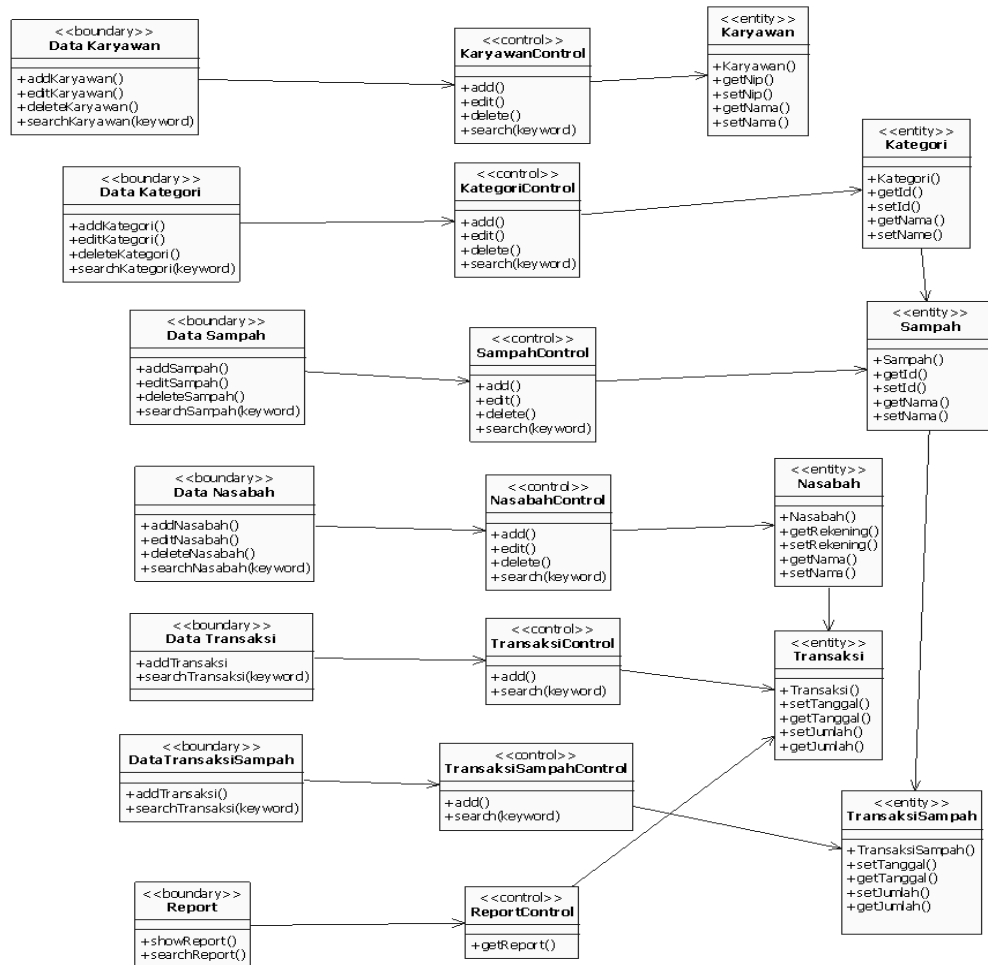 <<boundary>>
Data Karyawan
+addKaryawan()
+editKaryawan()
+deleteKaryawan()
+searchKaryawan(keyword)
<<control>>
KaryawanControl
+add()
+edit()
+delete()
+search(keyword)
<<entity>>
Karyawan
+Karyawan()
+getNip()
+setNip()
+getNama()
+setNama()
<<boundary>>
Data Kategori
+addKategori()
+editKategori()
+deleteKategori()
+searchKategori(keyword)
<<control>>
KategoriControl
+add()
+edit()
+delete()
+search(keyword)
<<entity>>
Kategori
+Kategori()
+getId()
+setId()
+getNama()
+setName()
<<boundary>>
Data Sampah
+addSampah()
+editSampah()
+deleteSampah()
+searchSampah(keyword)
<<control>>
SampahControl
+add()
+edit()
+delete()
+search(keyword)
<<entity>>
Sampah
+Sampah()
+getId()
+setId()
+getNama()
+setNama()
<<boundary>>
Data Nasabah
+addNasabah()
+editNasabah()
+deleteNasabah()
+searchNasabah(keyword)
<<control>>
NasabahControl
+add()
+edit()
+delete()
+search(keyword)
<<entity>>
Nasabah
+Nasabah()
+getRekening()
+setRekening()
+getNama()
+setNama()
<<boundary>>
Data Transaksi
+addTransaksi
+searchTransaksi(keyword)
<<control>>
TransaksiControl
+add()
+search(keyword)
<<entity>>
Transaksi
+Transaksi()
+setTanggal()
+getTanggal()
+setJumlah()
+getJumlah()
<<boundary>>
DataTransaksiSampah
+addTransaksi()
+searchTransaksi(keyword)
<<control>>
TransaksiSampahControl
+add()
+search(keyword)
<<entity>>
TransaksiSampah
+TransaksiSampah()
+setTanggal()
+getTanggal()
+setJumlah()
+getJumlah()
<<boundary>>
Report
+showReport()
+searchReport()
<<control>>
ReportControl
+getReport()